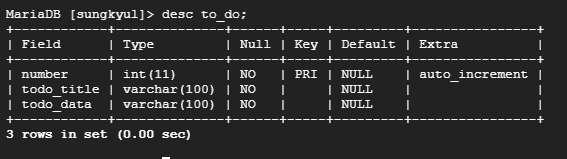 MariaDB [sungkyul]> desc to_do;
+------------+--------------+------+-----+---------+----------------+
| Field      | Type         | Null | Key | Default | Extra          |
+------------+--------------+------+-----+---------+----------------+
| number     | int(11)      | NO   | PRI | NULL    | auto_increment |
| todo_title | varchar(100) | NO   |     | NULL    |                |
| todo_data  | varchar(100) | NO   |     | NULL    |                |
+------------+--------------+------+-----+---------+----------------+
3 rows in set (0.00 sec)